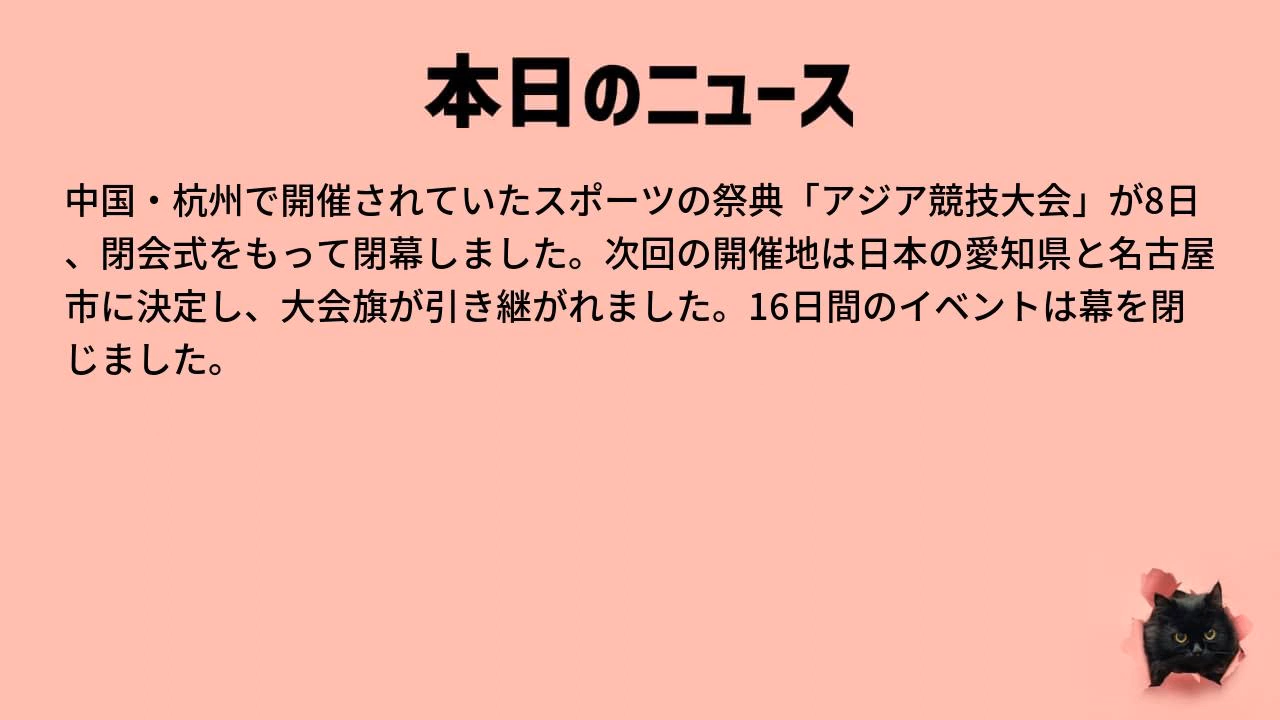 本日のニュース
中国・杭州で開催されていたスポーツの祭典「アジア競技大会」が8日
、閉会式をもって閉幕しました。次回の開催地は日本の愛知県と名古屋
市に決定し、大会旗が引き継がれました。16日間のイベントは幕を閉
じました。